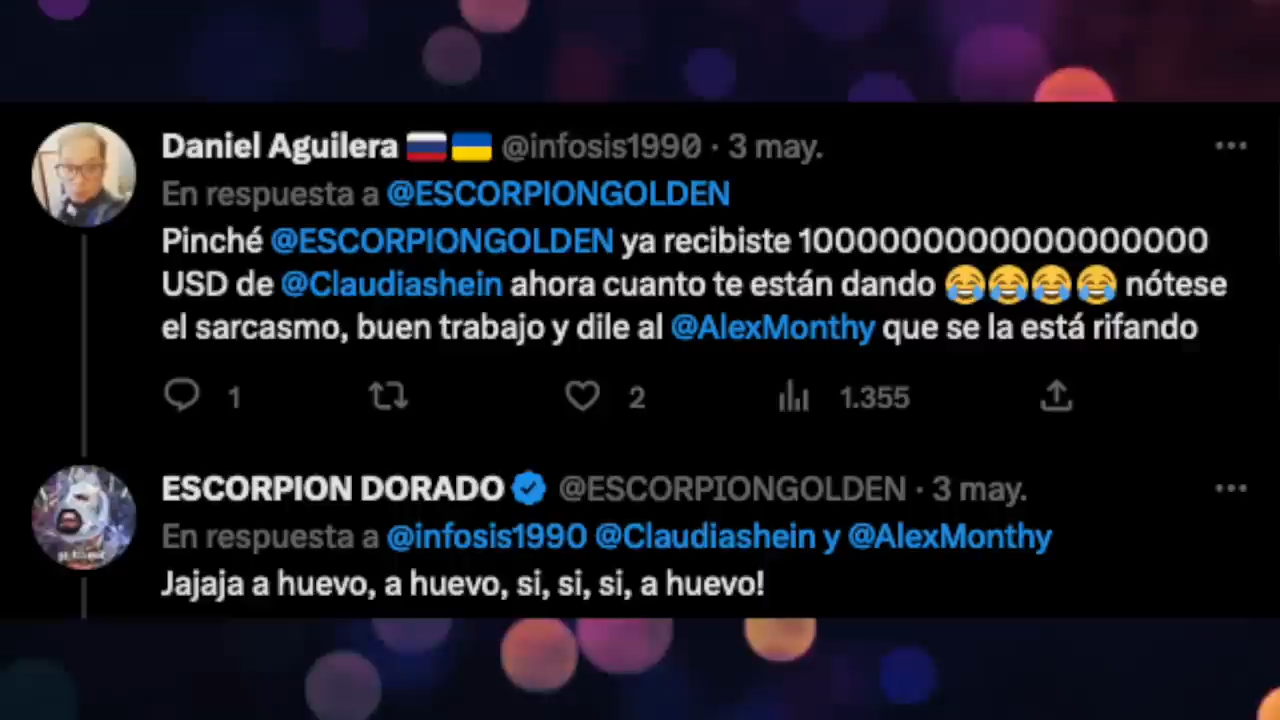 Daniel Aguilera 🇷🇺🇺🇦 @infosis1990 · 3 may.
En respuesta a @ESCORPIONGOLDEN
Pinché @ESCORPIONGOLDEN ya recibiste 1000000000000000000 USD de @Claudiashein ahora cuanto te están dando 😂😂😂😂 nótese
el sarcasmo, buen trabajo y dile al @AlexMonthy que se la está rifando
1 2 1.355
ESCORPION DORADO @ESCORPIONGOLDEN · 3 may.
En respuesta a @infosis1990 @Claudiashein y @AlexMonthy
Jajaja a huevo, a huevo, si, si, si, a huevo!